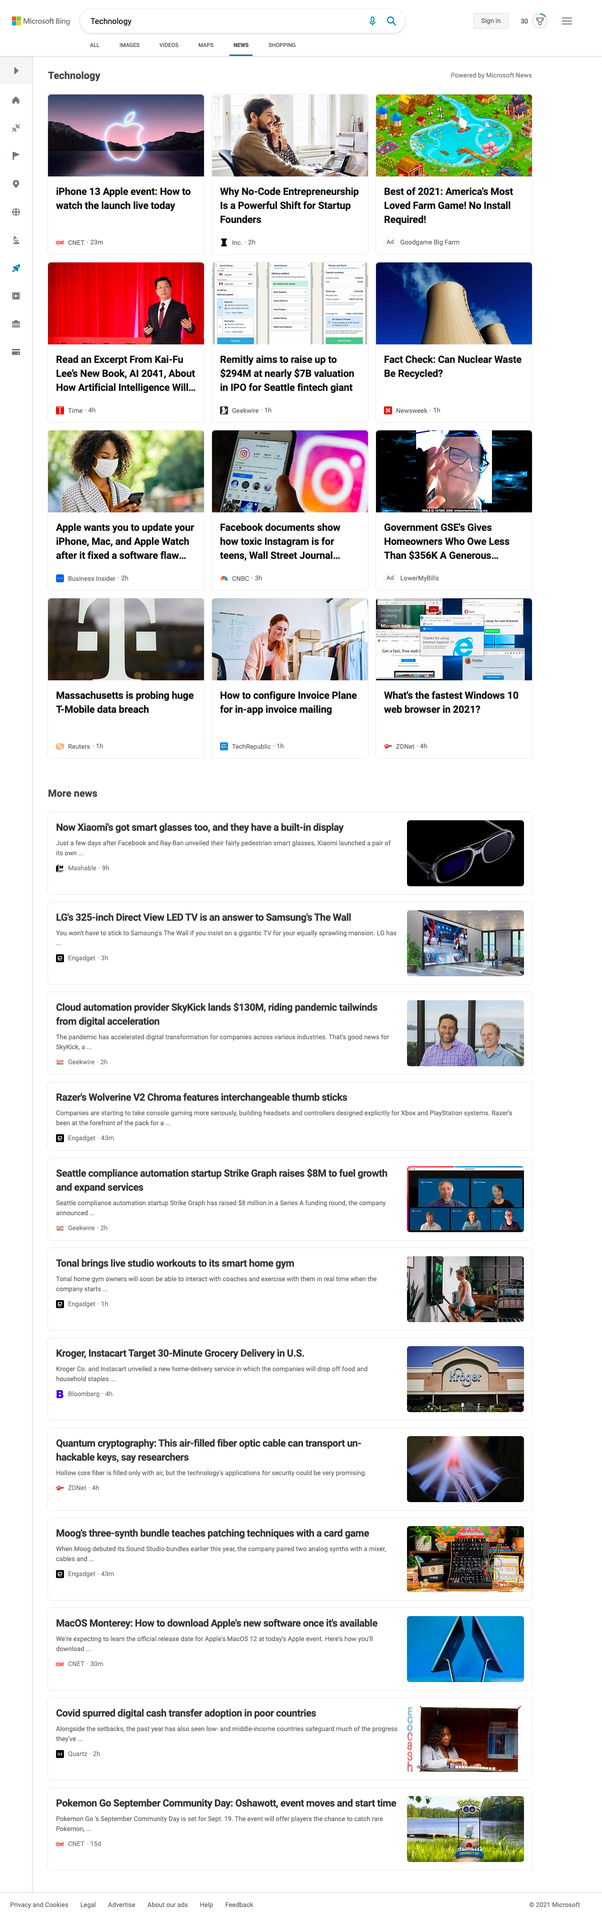 Microsoft Bing
Technology
Sign in
30
ALL
IMAGES
VIDEOS
MAPS
NEWS
SHOPPING
Technology
Powered by Microsoft News
iPhone 13 Apple event: How to
watch the launch live today
CNET · 23m
Why No-Code Entrepreneurship
Is a Powerful Shift for Startup
Founders
Inc. · 2h
Best of 2021: America's Most
Loved Farm Game! No Install
Required!
Ad Goodgame Big Farm
Read an Excerpt From Kai-Fu
Lee's New Book, AI 2041, About
How Artificial Intelligence Will...
Time · 4h
Remitly aims to raise up to
$294M at nearly $7B valuation
in IPO for Seattle fintech giant
Geekwire · 1h
Fact Check: Can Nuclear Waste
Be Recycled?
Newsweek · 1h
Apple wants you to update your
iPhone, Mac, and Apple Watch
after it fixed a software flaw...
Business Insider · 2h
Facebook documents show
how toxic Instagram is for
teens, Wall Street Journal...
CNBC · 3h
Government GSE's Gives
Homeowners Who Owe Less
Than $356K A Generous...
Ad LowerMyBills
Massachusetts is probing huge
T-Mobile data breach
Reuters · 1h
How to configure Invoice Plane
for in-app invoice mailing
TechRepublic · 1h
What's the fastest Windows 10
web browser in 2021?
ZDNet · 4h
More news
Now Xiaomi's got smart glasses too, and they have a built-in display
Just a few days after Facebook and Ray-Ban unveiled their fairly pedestrian smart glasses, Xiaomi launched a pair of
its own ...
Mashable · 9h
LG's 325-inch Direct View LED TV is an answer to Samsung's The Wall
You won't have to stick to Samsung's The Wall if you insist on a gigantic TV for your equally sprawling mansion. LG has
...
Engadget · 3h
Cloud automation provider SkyKick lands $130M, riding pandemic tailwinds
from digital acceleration
The pandemic has accelerated digital transformation for companies across various industries. That's good news for
SkyKick, a ...
Geekwire · 2h
Razer's Wolverine V2 Chroma features interchangeable thumb sticks
Companies are starting to take console gaming more seriously, building headsets and controllers designed explicitly for Xbox and PlayStation systems. Razer's
been at the forefront of the pack for a ...
Engadget · 43m
Seattle compliance automation startup Strike Graph raises $8M to fuel growth
and expand services
Seattle compliance automation startup Strike Graph has raised $8 million in a Series A funding round, the company
announced ...
Geekwire · 2h
Tonal brings live studio workouts to its smart home gym
Tonal home gym owners will soon be able to interact with coaches and exercise with them in real time when the
company starts ...
Engadget · 1h
Kroger, Instacart Target 30-Minute Grocery Delivery in U.S.
Kroger Co. and Instacart unveiled a new home-delivery service in which the companies will drop off food and
household staples ...
Bloomberg · 4h
Kroger
Quantum cryptography: This air-filled fiber optic cable can transport un-
hackable keys, say researchers
Hollow core fiber is filled only with air, but the technology's applications for security could be very promising.
ZDNet · 4h
Moog's three-synth bundle teaches patching techniques with a card game
When Moog debuted its Sound Studio bundles earlier this year, the company paired two analog synths with a mixer,
cables and ...
Engadget · 43m
MacOS Monterey: How to download Apple's new software once it's available
We're expecting to learn the official release date for Apple's MacOS 12 at today's Apple event. Here's how you'll
download ...
CNET · 30m
Covid spurred digital cash transfer adoption in poor countries
Alongside the setbacks, the past year has also seen low- and middle-income countries safeguard much of the progress
they've ...
Quartz · 2h
Ecocash
Pokemon Go September Community Day: Oshawott, event moves and start time
Pokemon Go 's September Community Day is set for Sept. 19. The event will offer players the chance to catch rare
Pokemon, ...
CNET · 15d
Privacy and Cookies
Legal
Advertise
About our ads
Help
Feedback
© 2021 Microsoft